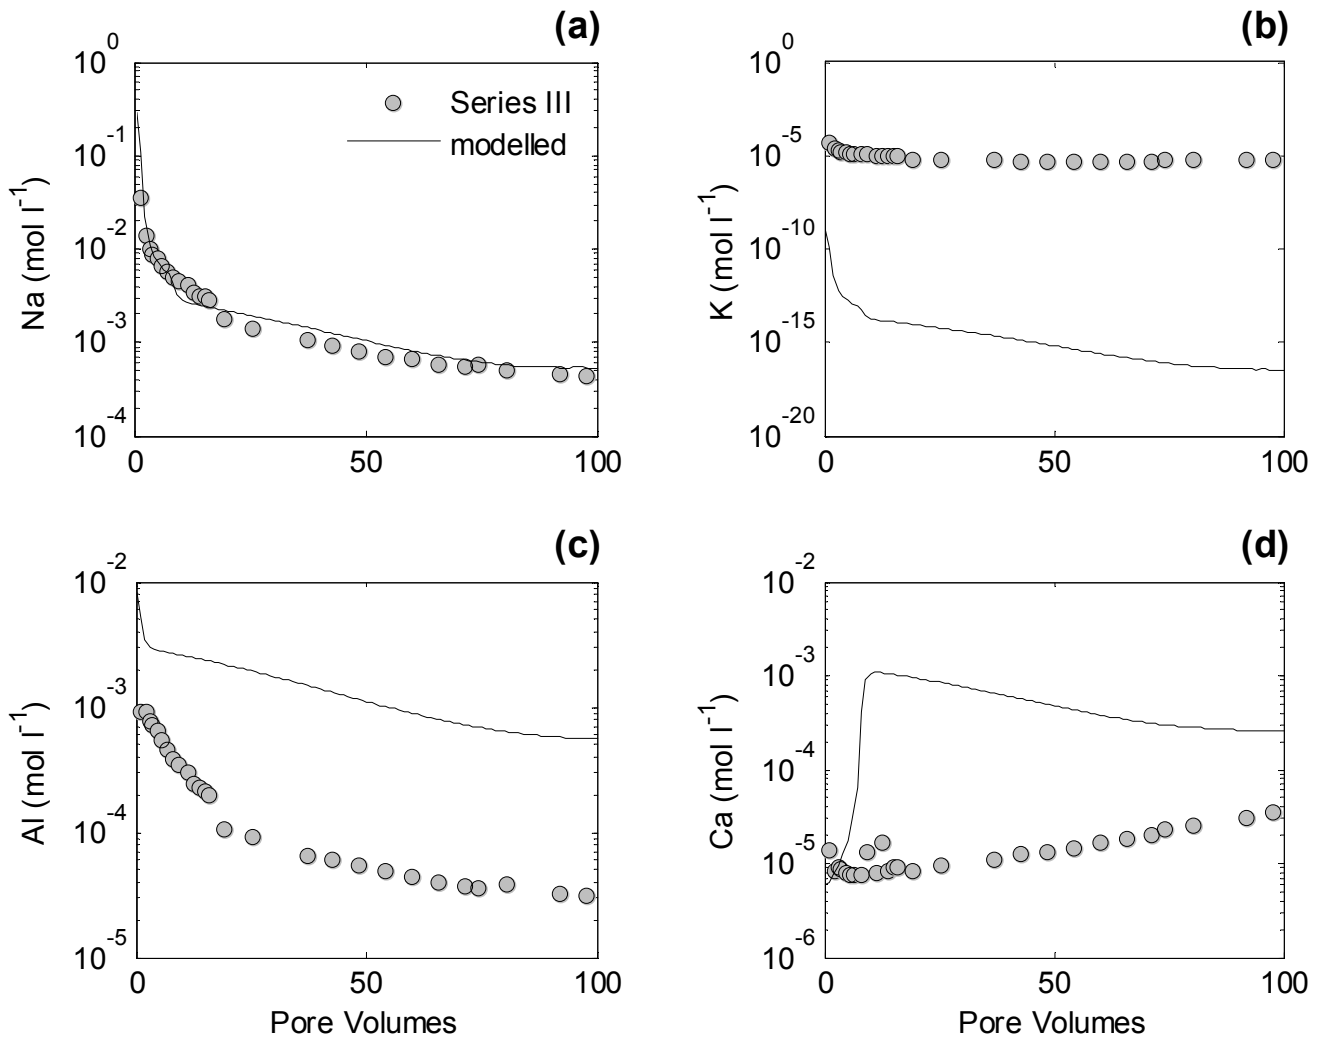 (a)
10^0
10^-1
10^-2
10^-3
10^-4
Na (mol l^-1)
Series III
modelled
0 50 100
(b)
10^0
10^-5
10^-10
10^-15
10^-20
K (mol l^-1)
0 50 100
(c)
10^-2
10^-3
10^-4
10^-5
Al (mol l^-1)
0 50 100
Pore Volumes
(d)
10^-2
10^-3
10^-4
10^-5
10^-6
Ca (mol l^-1)
0 50 100
Pore Volumes